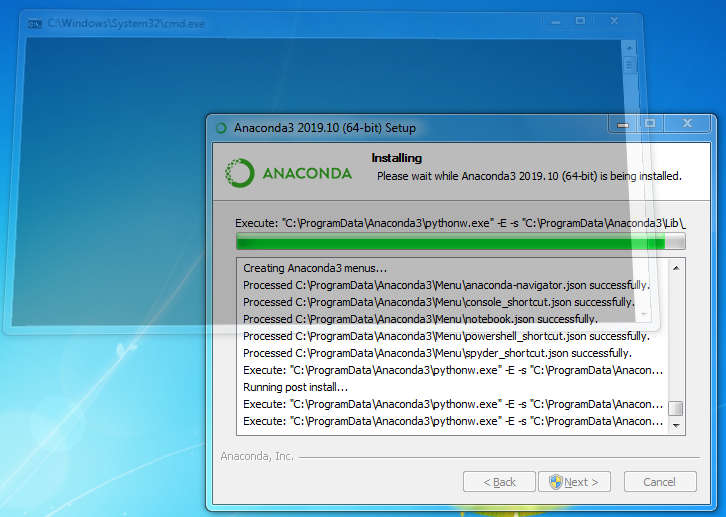 C:\Windows\System32\cmd.exe
Anaconda3 2019.10 (64-bit) Setup
ANACONDA
Installing
Please wait while Anaconda3 2019.10 (64-bit) is being installed.
Execute: "C:\ProgramData\Anaconda3\pythonw.exe" -E -s "C:\ProgramData\Anaconda3\Lib\_
Creating Anaconda3 menus...
Processed C:\ProgramData\Anaconda3\Menu\anaconda-navigator.json successfully.
Processed C:\ProgramData\Anaconda3\Menu\console_shortcut.json successfully.
Processed C:\ProgramData\Anaconda3\Menu\notebook.json successfully.
Processed C:\ProgramData\Anaconda3\Menu\powershell_shortcut.json successfully.
Processed C:\ProgramData\Anaconda3\Menu\spyder_shortcut.json successfully.
Execute: "C:\ProgramData\Anaconda3\pythonw.exe" -E -s "C:\ProgramData\Anacon...
Running post install...
Execute: "C:\ProgramData\Anaconda3\pythonw.exe" -E -s "C:\ProgramData\Anacon...
Execute: "C:\ProgramData\Anaconda3\pythonw.exe" -E -s "C:\ProgramData\Anacon...
Anaconda, Inc.
< Back
Next >
Cancel